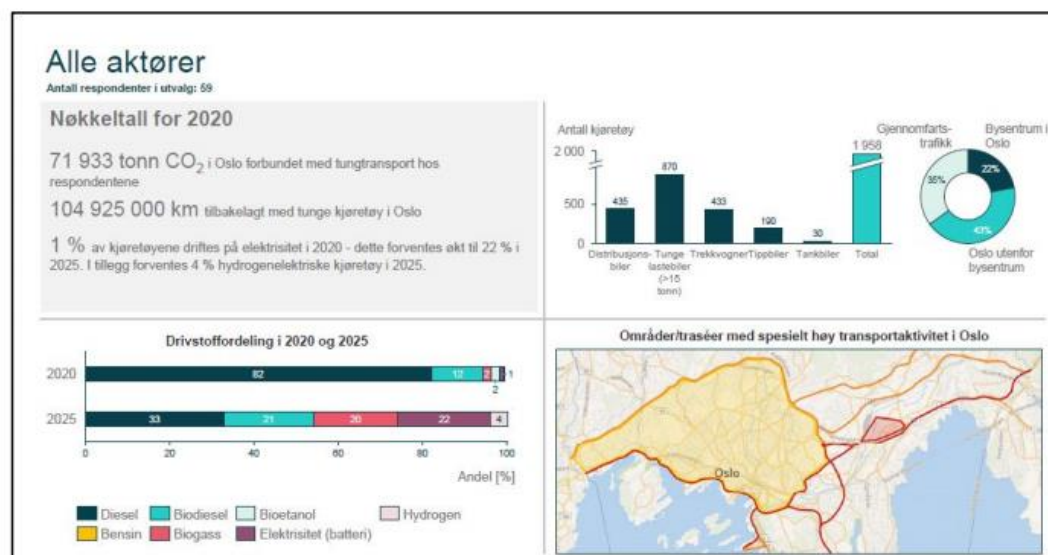 Alle aktører
Antall respondenter i utvalg: 59
Nøkkeltall for 2020
71 933 tonn CO2 i Oslo forbundet med tungtransport hos
respondentene
104 925 000 km tilbakelagt med tunge kjøretøy i Oslo
1 % av kjøretøyene driftes på elektrisitet i 2020 - dette forventes økt til 22 % i
2025. I tillegg forventes 4 % hydrogenelektriske kjøretøy i 2025.
Antall kjøretøy
2 000
500
0
435
870
433
190
30
1 958
Distribusjons-
biler
Tunge
lastebiler
(>15
tonn)
Trekkvogner
Tippbiler
Tankbiler
Total
Gjennomfarts-
trafikk
Bysentrum i
Oslo
35%
22%
43%
Oslo utenfor
bysentrum
Drivstoffordeling i 2020 og 2025
2020
82
12
2
1
2
2025
33
21
20
22
4
0
20
40
60
80
100
Andel [%]
Diesel
Biodiesel
Bioetanol
Hydrogen
Bensin
Biogass
Elektrisitet (batteri)
Områder/traséer med spesielt høy transportaktivitet i Oslo
Oslo